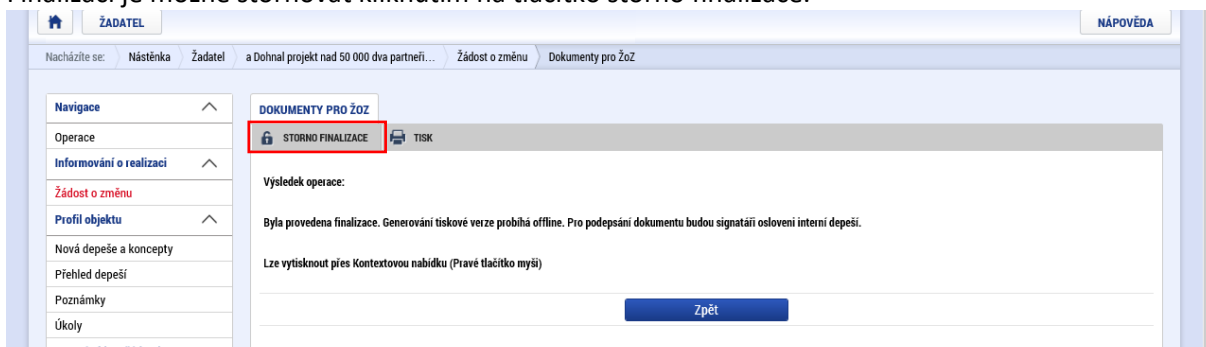 Finalizaci je možné stornovat kliknutím na tlačítko storno finalizace.
ŽADATEL
NÁPOVĚDA
Nacházíte se: Nástěnka Žadatel a Dohnal projekt nad 50 000 dva partneři... Žádost o změnu Dokumenty pro ŽoZ
Navigace
Operace
Informování o realizaci
Žádost o změnu
Profil objektu
Nová depeše a koncepty
Přehled depeší
Poznámky
Úkoly
DOKUMENTY PRO ŽOZ
STORNO FINALIZACE TISK
Výsledek operace:
Byla provedena finalizace. Generování tiskové verze probíhá offline. Pro podepsání dokumentu budou signatáři osloveni interní depeší.
Lze vytisknout přes Kontextovou nabídku (Pravé tlačítko myši)
Zpět